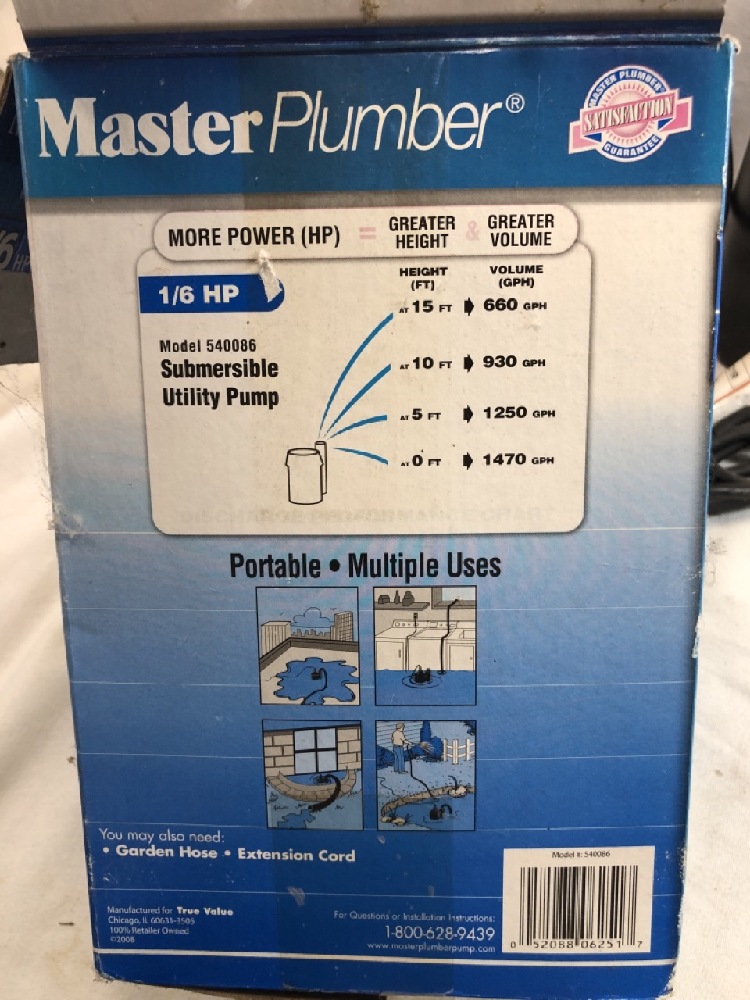 Master Plumber®
MASTER PLUMBER
SATISFACTION
GUARANTEE
MORE POWER (HP) = GREATER HEIGHT & GREATER VOLUME
HEIGHT (FT) VOLUME (GPH)
1/6 HP
AT 15 FT 660 GPH
Model 540086
Submersible
Utility Pump
AT 10 FT 930 GPH
AT 5 FT 1250 GPH
AT 0 FT 1470 GPH
Portable • Multiple Uses
You may also need:
• Garden Hose • Extension Cord
Manufactured for True Value
Chicago, IL 60631-3505
100% Retailer Owned
©2008
For Questions or Installation Instructions:
1-800-628-9439
www.masterplumberpump.com
Model #: 540086
0 52088 06251 7